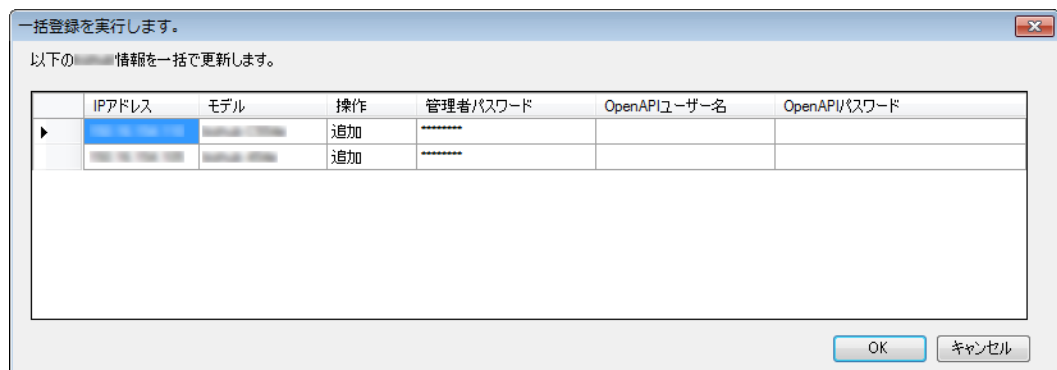 一括登録を実行します。
以下の 情報を一括で更新します。
IPアドレス モデル 操作 管理者パスワード OpenAPIユーザー名 OpenAPIパスワード
追加 ********
追加 ********
OK キャンセル